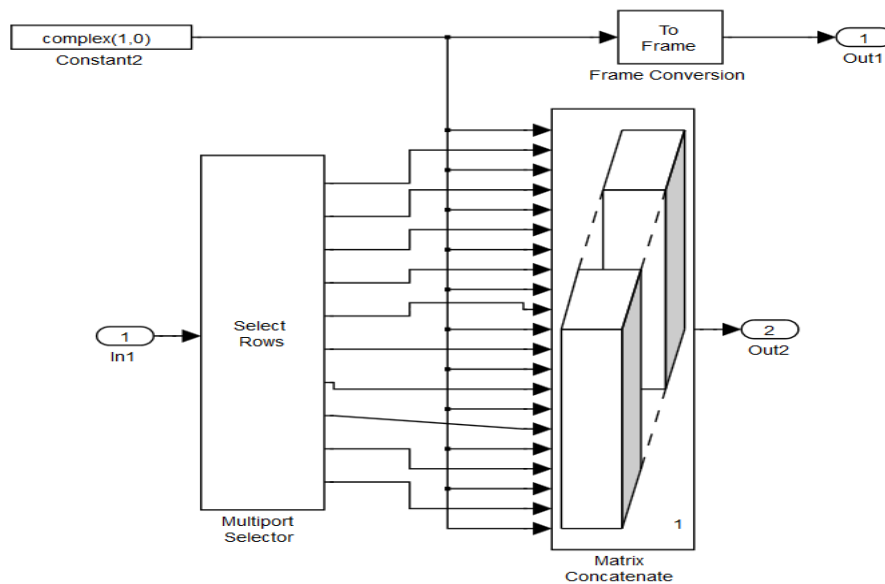 complex(1,0)
Constant2
To
Frame
Frame Conversion
1
Out1
1
In1
Select
Rows
Multiport
Selector
1
Matrix
Concatenate
2
Out2